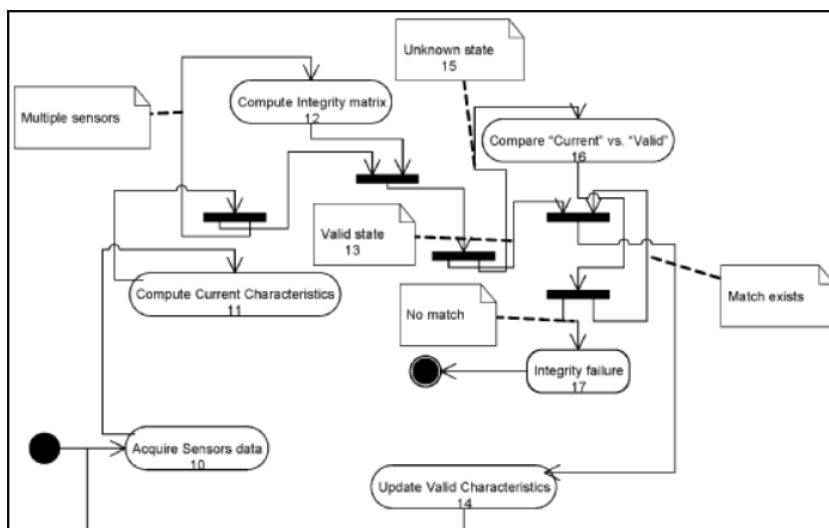 Unknown state
15
Compute Integrity matrix
12
Multiple sensors
Compare "Current" vs. "Valid"
16
Valid state
13
Compute Current Characteristics
11
No match
Match exists
Integrity failure
17
Acquire Sensors data
10
Update Valid Characteristics
14